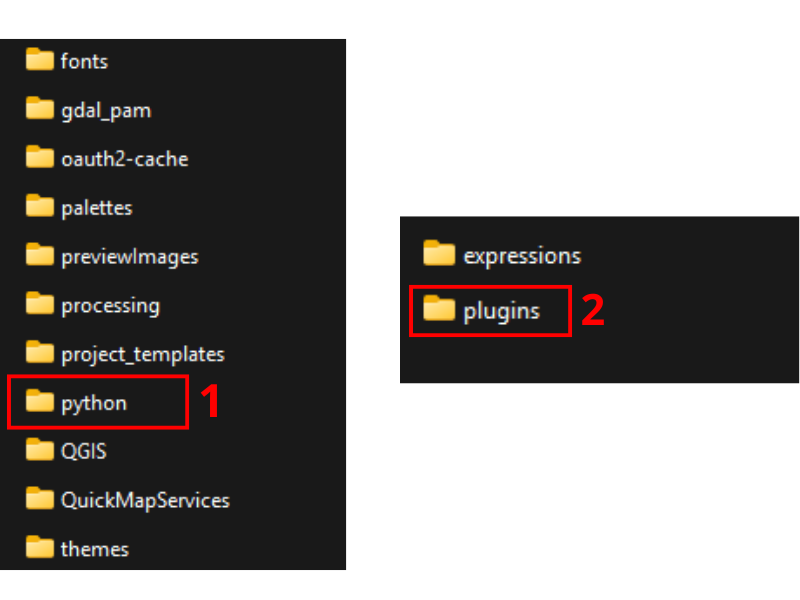 fonts
gdal_pam
oauth2-cache
palettes
previewImages
processing
project_templates
python
1
QGIS
QuickMapServices
themes
expressions
plugins
2